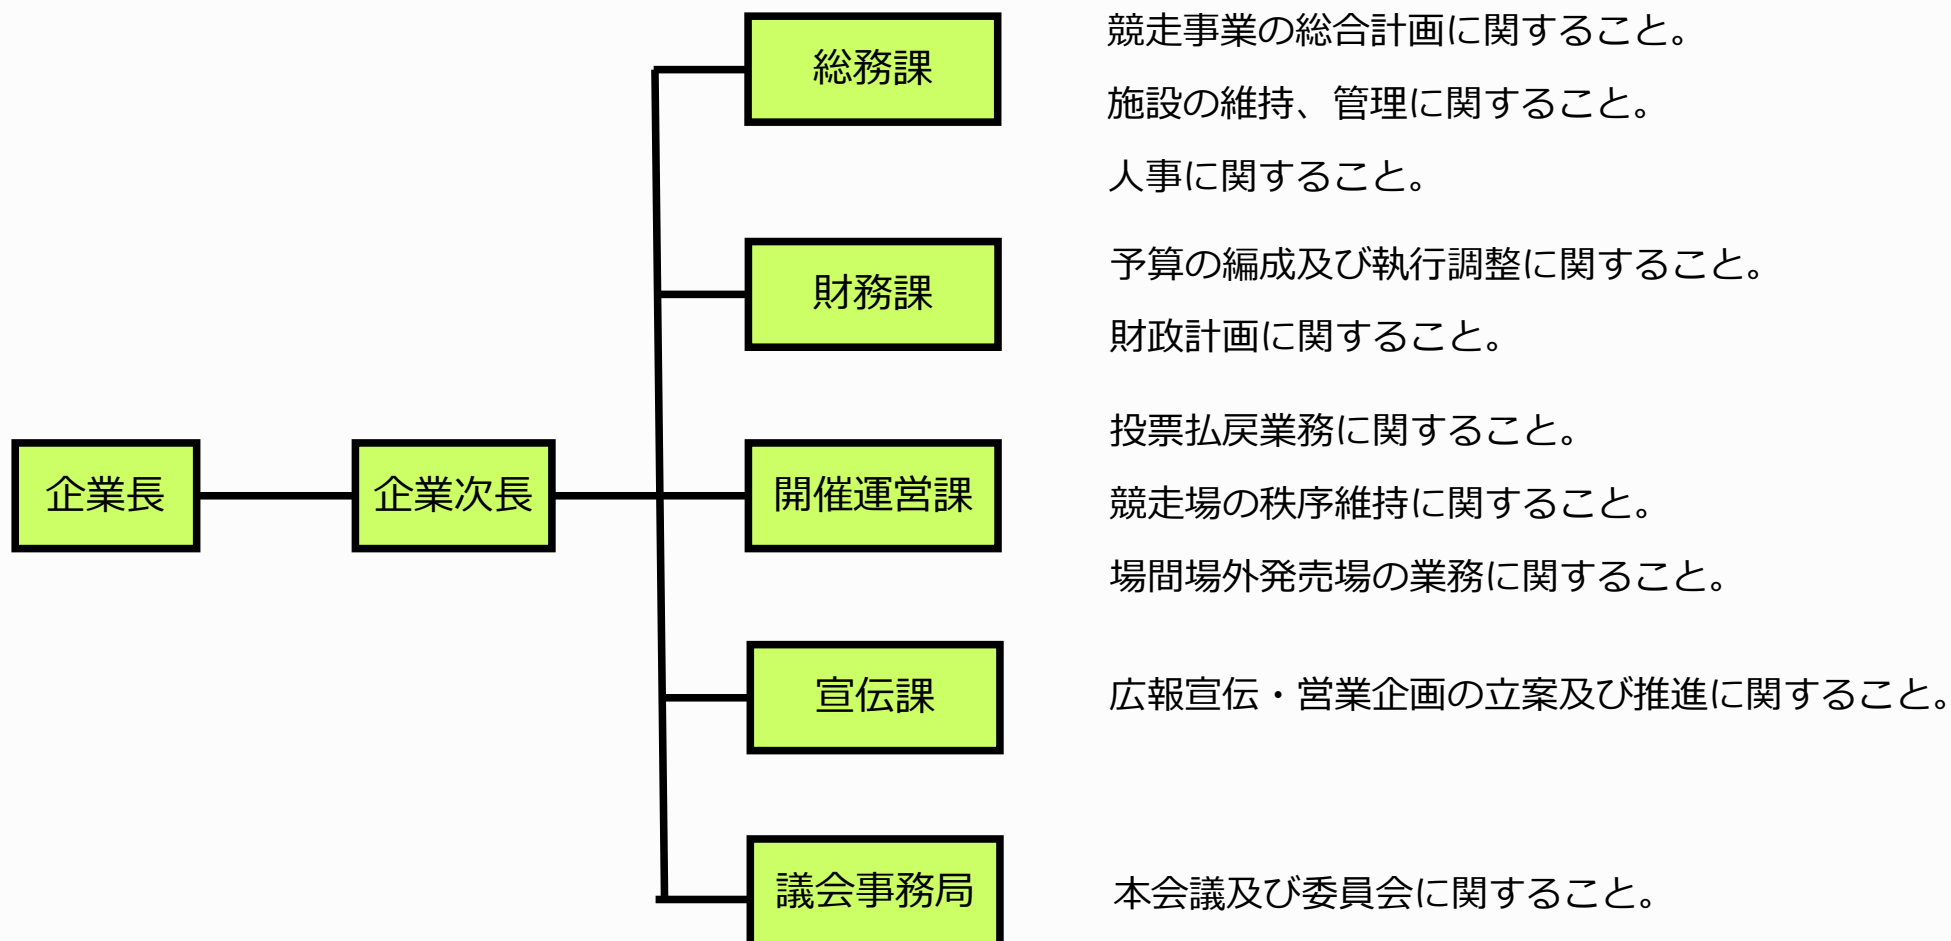 総務課
競走事業の総合計画に関すること。
施設の維持、管理に関すること。
人事に関すること。
財務課
予算の編成及び執行調整に関すること。
財政計画に関すること。
企業長
企業次長
開催運営課
投票払戻業務に関すること。
競走場の秩序維持に関すること。
場間場外発売場の業務に関すること。
宣伝課
広報宣伝・営業企画の立案及び推進に関すること。
議会事務局
本会議及び委員会に関すること。